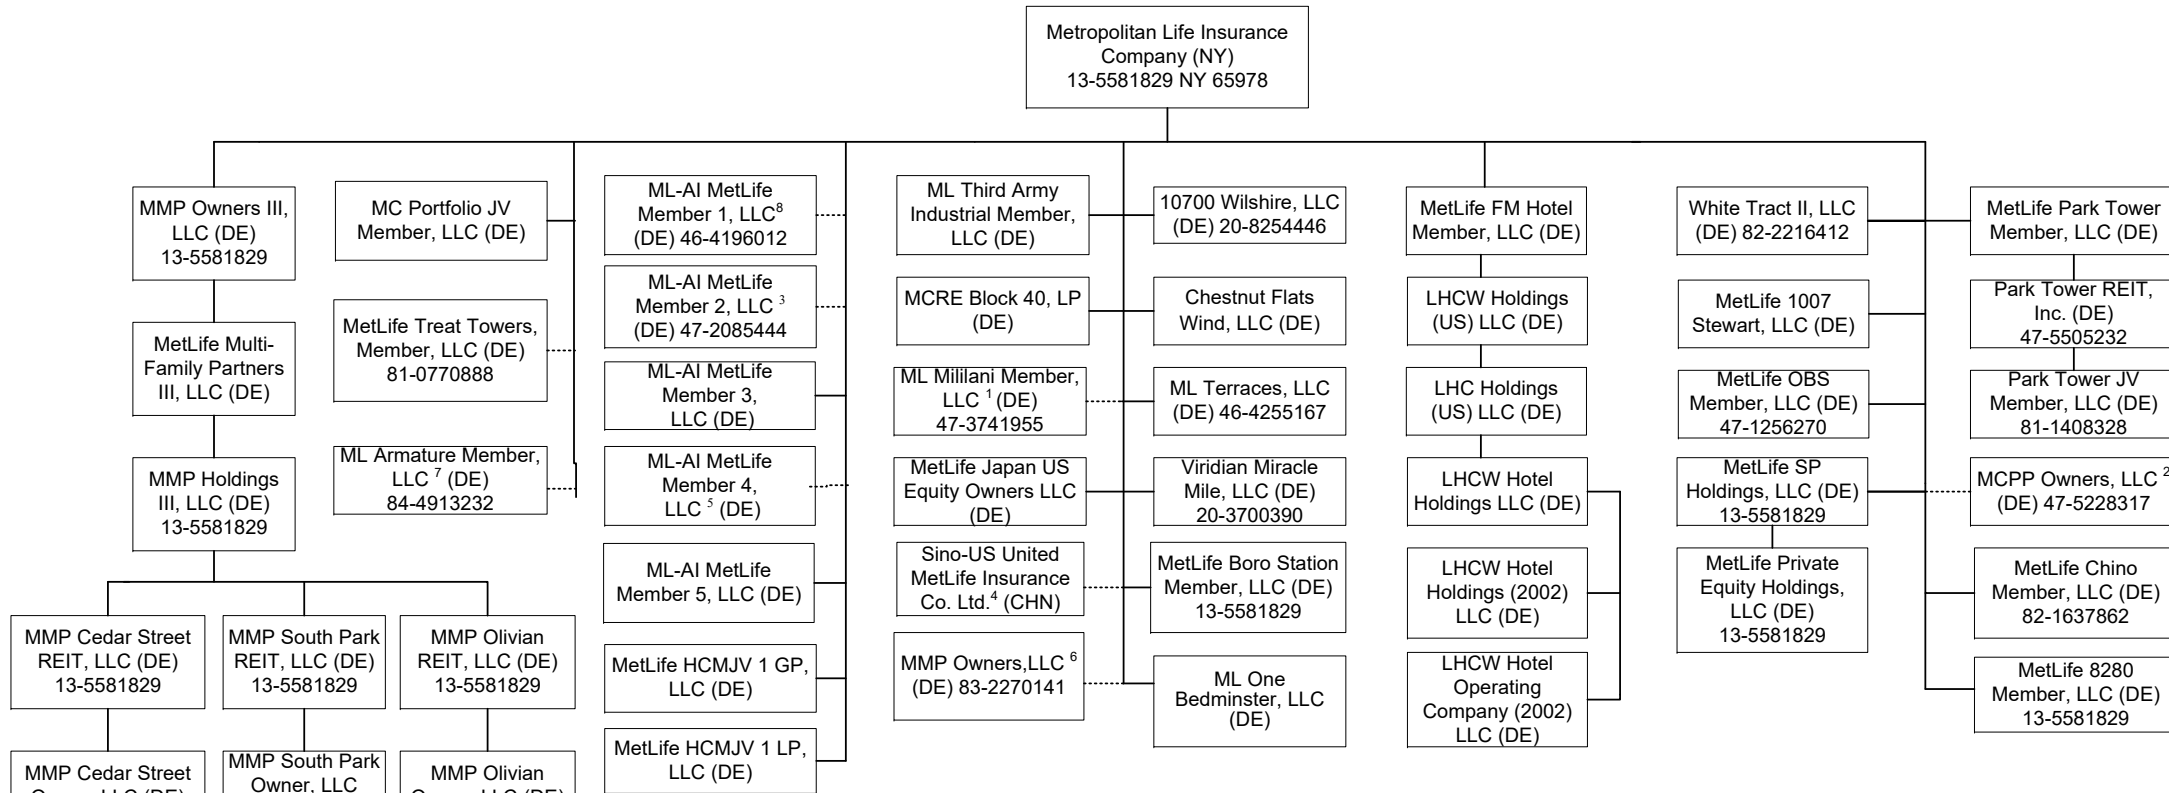 Metropolitan Life Insurance
Company (NY)
13-5581829 NY 65978
MMP Owners III,
LLC (DE)
13-5581829
MetLife Multi-
Family Partners
III, LLC (DE)
MMP Holdings
III, LLC (DE)
13-5581829
MMP Cedar Street
REIT, LLC (DE)
13-5581829
MMP South Park
REIT, LLC (DE)
13-5581829
MMP Olivian
REIT, LLC (DE)
13-5581829
MMP Cedar Street
MMP South Park
Owner, LLC
MMP Olivian
MC Portfolio JV
Member, LLC (DE)
MetLife Treat Towers,
Member, LLC (DE)
81-0770888
ML Armature Member,
LLC 7 (DE)
84-4913232
ML-AI MetLife
Member 1, LLC8
(DE) 46-4196012
ML-AI MetLife
Member 2, LLC 3
(DE) 47-2085444
ML-AI MetLife
Member 3,
LLC (DE)
ML-AI MetLife
Member 4,
LLC 5 (DE)
ML-AI MetLife
Member 5, LLC (DE)
MetLife HCMJV 1 GP,
LLC (DE)
MetLife HCMJV 1 LP,
LLC (DE)
ML Third Army
Industrial Member,
LLC (DE)
MCRE Block 40, LP
(DE)
ML Mililani Member,
LLC 1 (DE)
47-3741955
MetLife Japan US
Equity Owners LLC
(DE)
Sino-US United
MetLife Insurance
Co. Ltd.4 (CHN)
MMP Owners,LLC 6
(DE) 83-2270141
10700 Wilshire, LLC
(DE) 20-8254446
Chestnut Flats
Wind, LLC (DE)
ML Terraces, LLC
(DE) 46-4255167
Viridian Miracle
Mile, LLC (DE)
20-3700390
MetLife Boro Station
Member, LLC (DE)
13-5581829
ML One
Bedminster, LLC
(DE)
MetLife FM Hotel
Member, LLC (DE)
LHCW Holdings
(US) LLC (DE)
LHC Holdings
(US) LLC (DE)
LHCW Hotel
Holdings LLC (DE)
LHCW Hotel
Holdings (2002)
LLC (DE)
LHCW Hotel
Operating
Company (2002)
LLC (DE)
White Tract II, LLC
(DE) 82-2216412
MetLife 1007
Stewart, LLC (DE)
MetLife OBS
Member, LLC (DE)
47-1256270
MetLife SP
Holdings, LLC (DE)
13-5581829
MetLife Private
Equity Holdings,
LLC (DE)
13-5581829
MetLife Park Tower
Member, LLC (DE)
Park Tower REIT,
Inc. (DE)
47-5505232
Park Tower JV
Member, LLC (DE)
81-1408328
MCPP Owners, LLC 2
(DE) 47-5228317
MetLife Chino
Member, LLC (DE)
82-1637862
MetLife 8280
Member, LLC (DE)
13-5581829